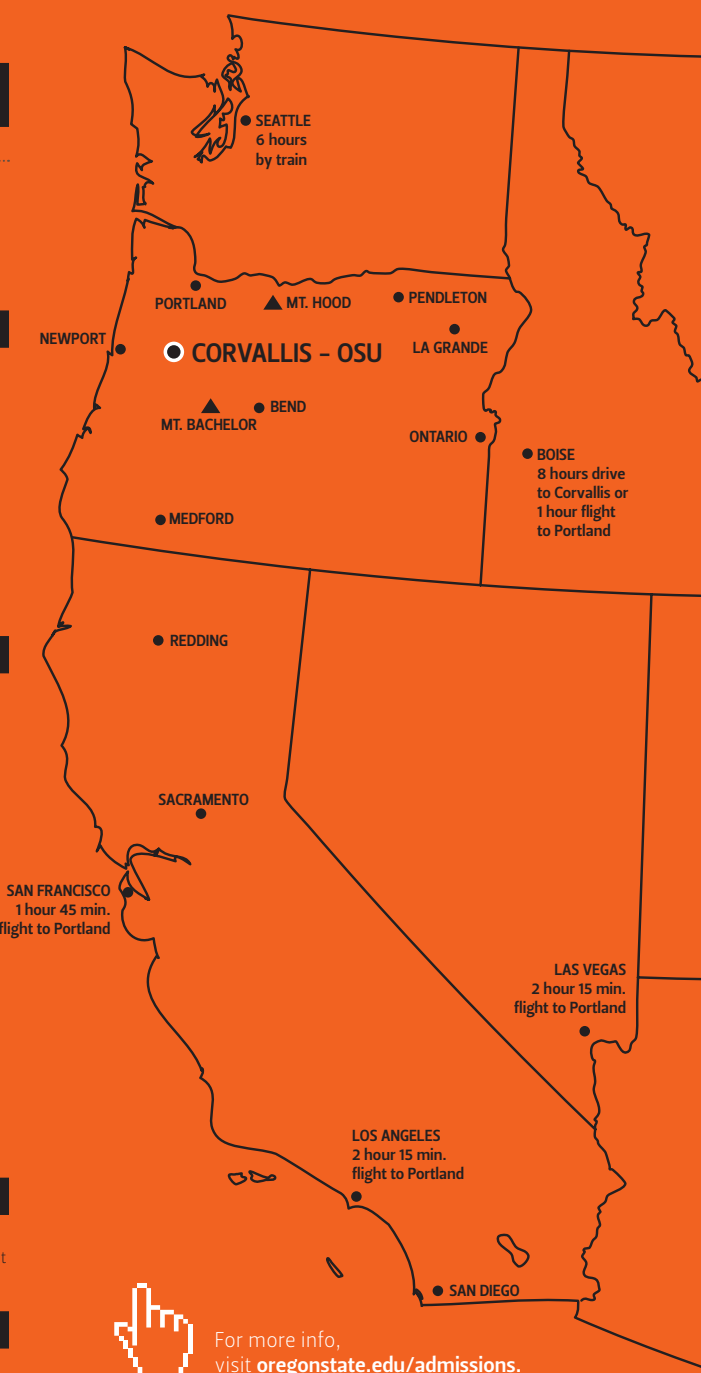 SEATTLE
6 hours
by train
PORTLAND
MT. HOOD
PENDLETON
NEWPORT
CORVALLIS – OSU
LA GRANDE
MT. BACHELOR
BEND
ONTARIO
BOISE
8 hours drive
to Corvallis or
1 hour flight
to Portland
MEDFORD
REDDING
SACRAMENTO
SAN FRANCISCO
1 hour 45 min.
flight to Portland
LAS VEGAS
2 hour 15 min.
flight to Portland
LOS ANGELES
2 hour 15 min.
flight to Portland
t
SAN DIEGO
For more info,
visit oregonstate.edu/admissions.